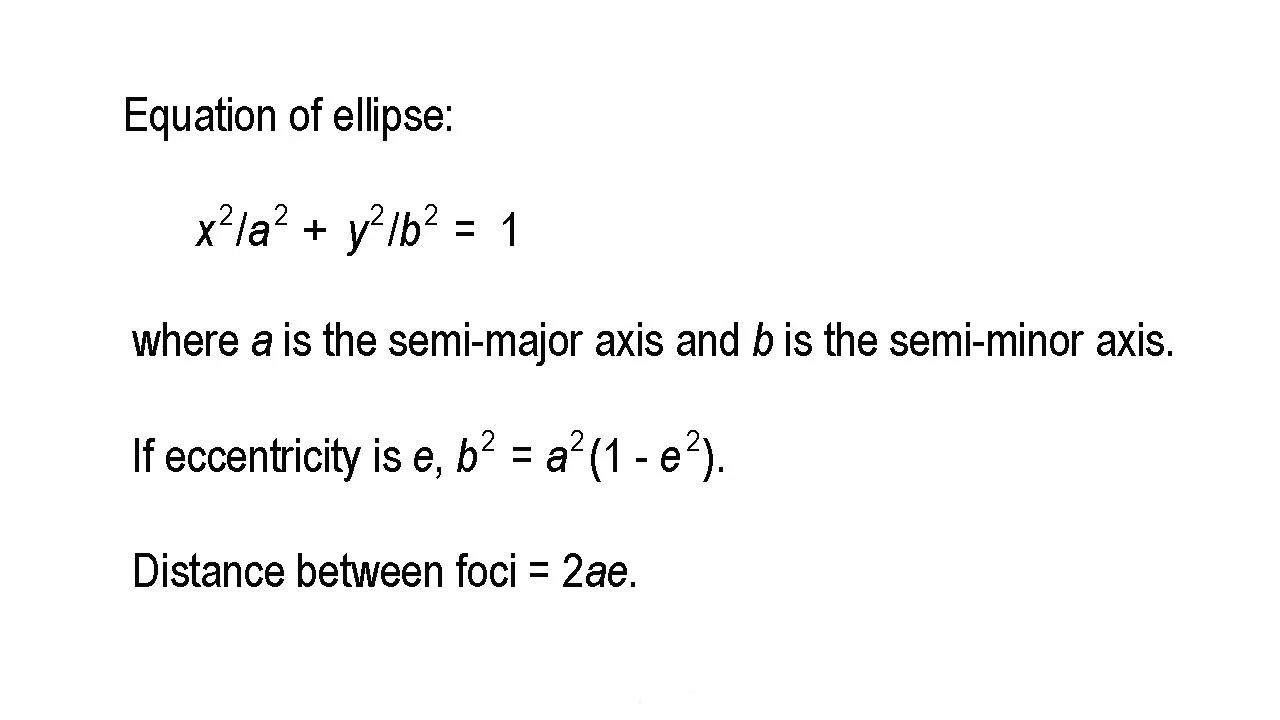 Equation of ellipse:
x²/a² + y²/b² = 1
where a is the semi-major axis and b is the semi-minor axis.
If eccentricity is e, b² = a²(1 - e²).
Distance between foci = 2ae.